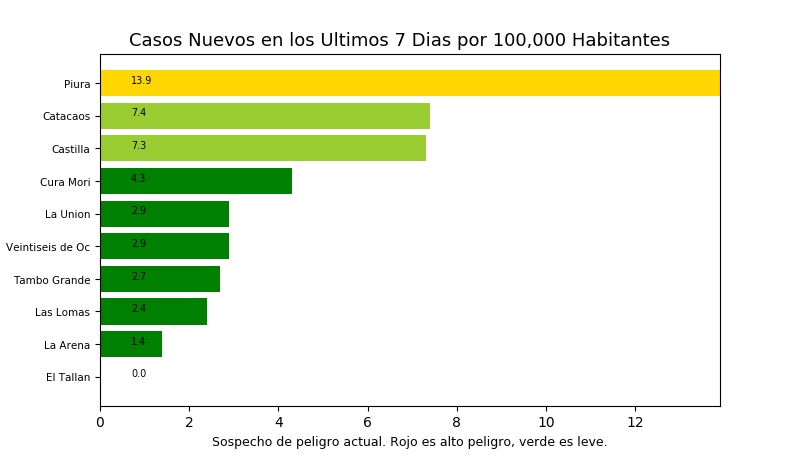 Casos Nuevos en los Ultimos 7 Dias por 100,000 Habitantes
Piura 13.9
Catacaos 7.4
Castilla 7.3
Cura Mori 4.3
La Union 2.9
Veintiseis de Oc 2.9
Tambo Grande 2.7
Las Lomas 2.4
La Arena 1.4
El Tallan 0.0
0 2 4 6 8 10 12
Sospecho de peligro actual. Rojo es alto peligro, verde es leve.